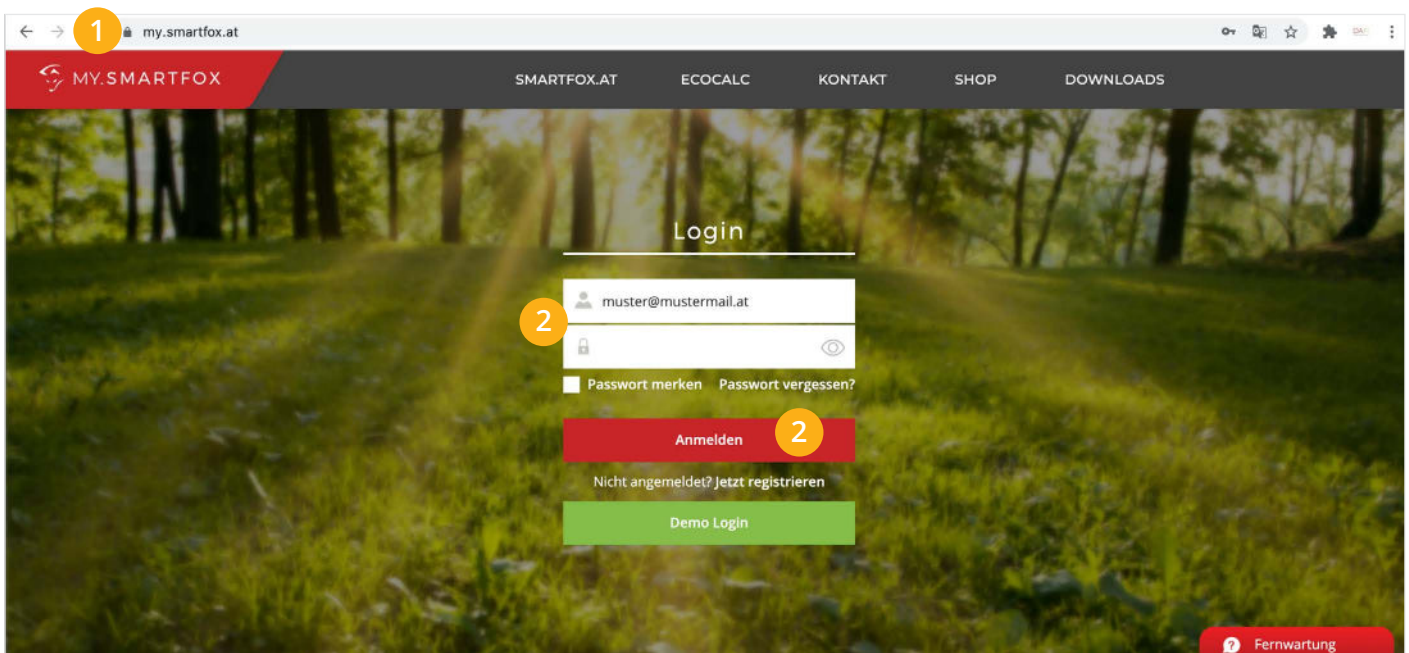 1 my.smartfox.at
MY.SMARTFOX SMARTFOX.AT ECOCALC KONTAKT SHOP DOWNLOADS
Login
muster@mustermail.at
2
Passwort merken Passwort vergessen?
Anmelden 2
Nicht angemeldet? Jetzt registrieren
Demo Login
? Fernwartung